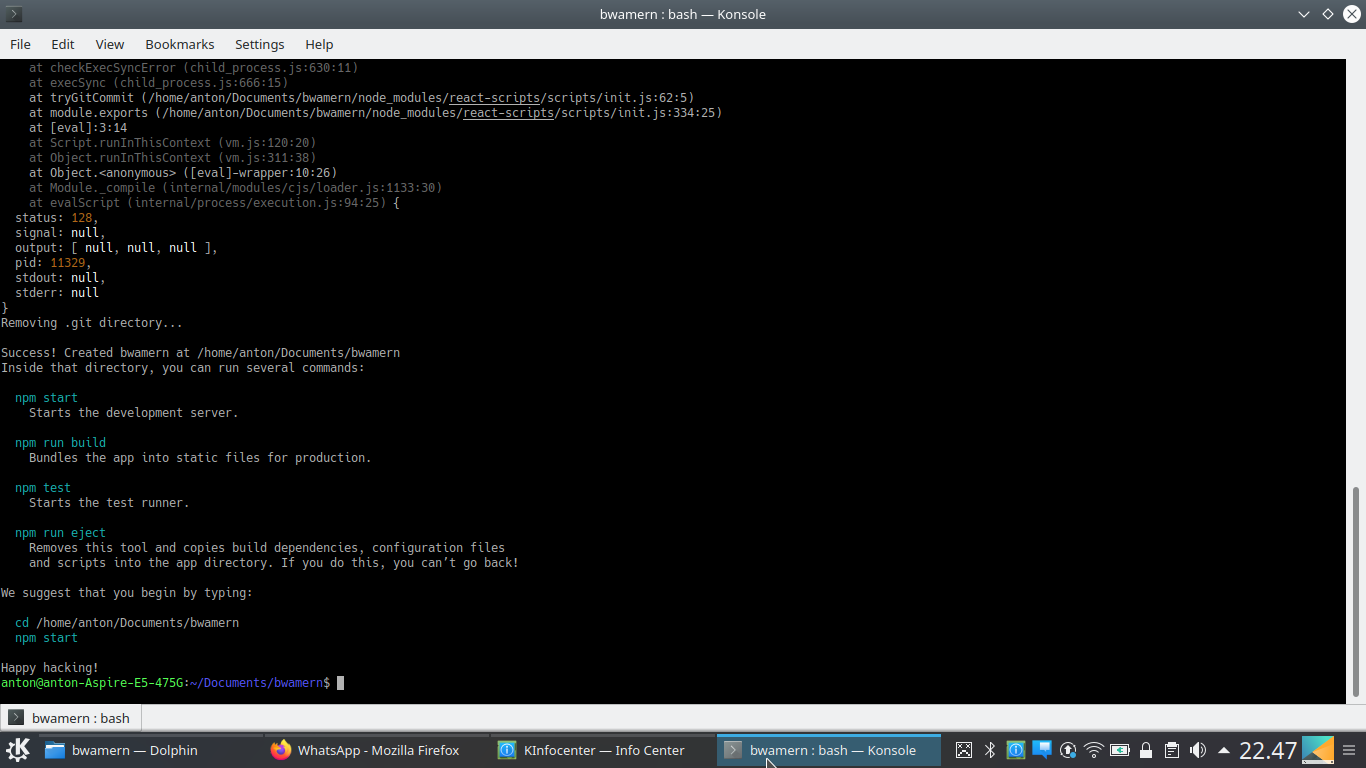 bwamern : bash — Konsole
File Edit View Bookmarks Settings Help
at checkExecSyncError (child_process.js:630:11)
at execSync (child_process.js:666:15)
at tryGitCommit (/home/anton/Documents/bwamern/node_modules/react-scripts/scripts/init.js:62:5)
at module.exports (/home/anton/Documents/bwamern/node_modules/react-scripts/scripts/init.js:334:25)
at [eval]:3:14
at Script.runInThisContext (vm.js:120:20)
at Object.runInThisContext (vm.js:311:38)
at Object.<anonymous> ([eval]-wrapper:10:26)
at Module._compile (internal/modules/cjs/loader.js:1133:30)
at evalScript (internal/process/execution.js:94:25) {
status: 128,
signal: null,
output: [ null, null, null ],
pid: 11329,
stdout: null,
stderr: null
}
Removing .git directory...
Success! Created bwamern at /home/anton/Documents/bwamern
Inside that directory, you can run several commands:
npm start
Starts the development server.
npm run build
Bundles the app into static files for production.
npm test
Starts the test runner.
npm run eject
Removes this tool and copies build dependencies, configuration files
and scripts into the app directory. If you do this, you can’t go back!
We suggest that you begin by typing:
cd /home/anton/Documents/bwamern
npm start
Happy hacking!
anton@anton-Aspire-E5-475G:~/Documents/bwamern$
bwamern : bash
bwamern — Dolphin WhatsApp - Mozilla Firefox KInfocenter — Info Center bwamern : bash — Konsole 22.47